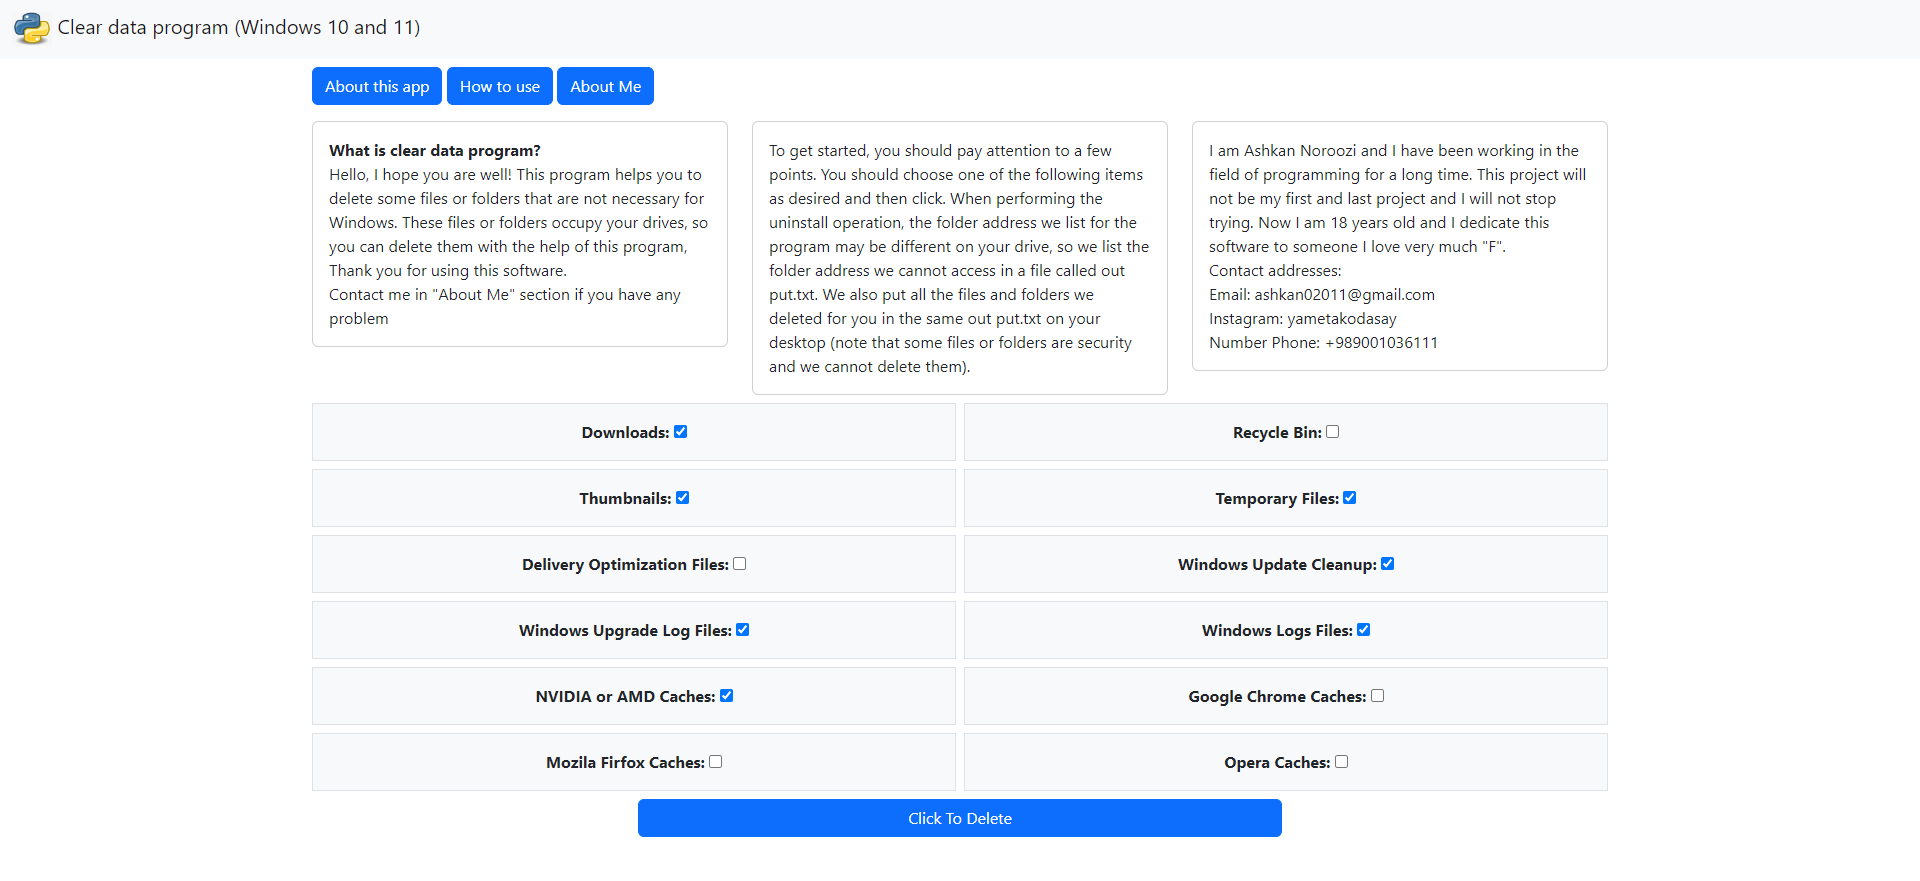 Clear data program (Windows 10 and 11)
About this app
How to use
About Me
What is clear data program?
Hello, I hope you are well! This program helps you to
delete some files or folders that are not necessary for
Windows. These files or folders occupy your drives, so
you can delete them with the help of this program,
Thank you for using this software.
Contact me in "About Me" section if you have any
problem
To get started, you should pay attention to a few
points. You should choose one of the following items
as desired and then click. When performing the
uninstall operation, the folder address we list for the
program may be different on your drive, so we list the
folder address we cannot access in a file called out
put.txt. We also put all the files and folders we
deleted for you in the same out put.txt on your
desktop (note that some files or folders are security
and we cannot delete them).
I am Ashkan Noroozi and I have been working in the
field of programming for a long time. This project will
not be my first and last project and I will not stop
trying. Now I am 18 years old and I dedicate this
software to someone I love very much "F".
Contact addresses:
Email: ashkan02011@gmail.com
Instagram: yametakodasay
Number Phone: +989001036111
Downloads:
Recycle Bin:
Thumbnails:
Temporary Files:
Delivery Optimization Files:
Windows Update Cleanup:
Windows Upgrade Log Files:
Windows Logs Files:
NVIDIA or AMD Caches:
Google Chrome Caches:
Mozila Firfox Caches:
Opera Caches:
Click To Delete